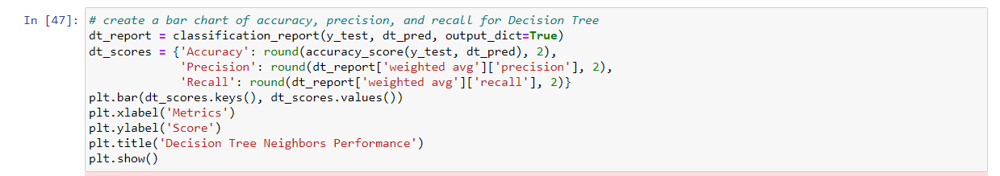 In [47]: # create a bar chart of accuracy, precision, and recall for Decision Tree
dt_report = classification_report(y_test, dt_pred, output_dict=True)
dt_scores = {'Accuracy': round(accuracy_score(y_test, dt_pred), 2),
             'Precision': round(dt_report['weighted avg']['precision'], 2),
             'Recall': round(dt_report['weighted avg']['recall'], 2)}
plt.bar(dt_scores.keys(), dt_scores.values())
plt.xlabel('Metrics')
plt.ylabel('Score')
plt.title('Decision Tree Neighbors Performance')
plt.show()